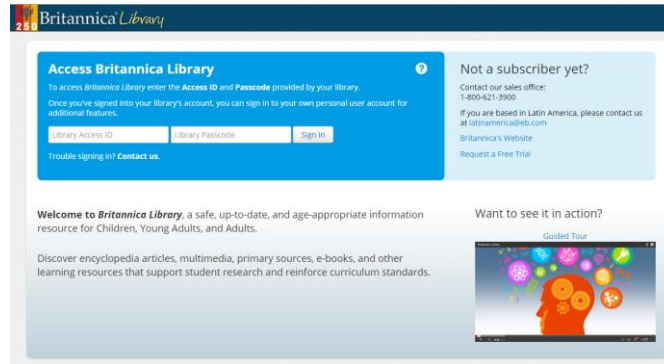 250 Britannica Library
Access Britannica Library
?
To access Britannica Library enter the Access ID and Passcode provided by your library.
Once you've signed into your library's account, you can sign in to your own personal user account for
additional features.
Library Access ID Library Passcode Sign In
Trouble signing in? Contact us.
Not a subscriber yet?
Contact our sales office:
1-800-621-3900
If you are based in Latin America, please contact us
at latinamerica@eb.com
Britannica's Website
Request a Free Trial
Welcome to Britannica Library, a safe, up-to-date, and age-appropriate information
resource for Children, Young Adults, and Adults.
Discover encyclopedia articles, multimedia, primary sources, e-books, and other
learning resources that support student research and reinforce curriculum standards.
Want to see it in action?
Guided Tour